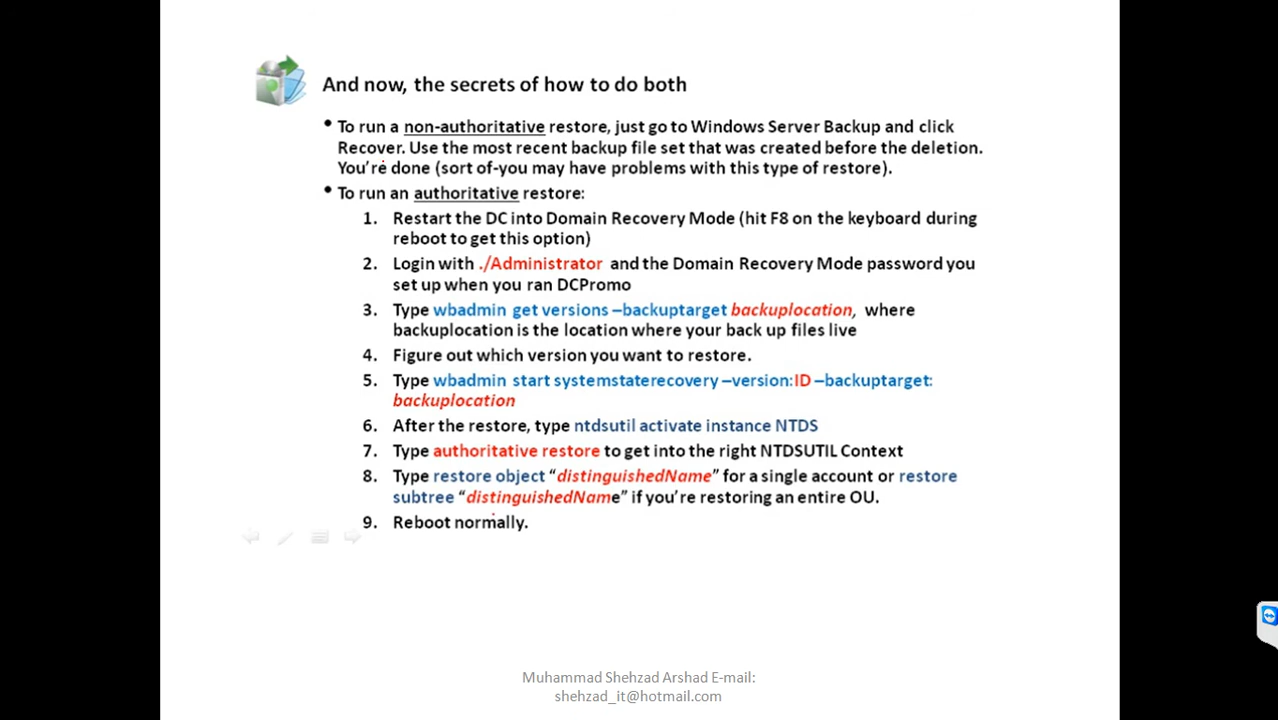 And now, the secrets of how to do both
• To run a non-authoritative restore, just go to Windows Server Backup and click
Recover. Use the most recent backup file set that was created before the deletion.
You're done (sort of-you may have problems with this type of restore).
• To run an authoritative restore:
1. Restart the DC into Domain Recovery Mode (hit F8 on the keyboard during
reboot to get this option)
2. Login with ./Administrator and the Domain Recovery Mode password you
set up when you ran DCPromo
3. Type wbadmin get versions –backuptarget backuplocation, where
backuplocation is the location where your back up files live
4. Figure out which version you want to restore.
5. Type wbadmin start systemstaterecovery –version:ID –backuptarget:
backuplocation
6. After the restore, type ntdsutil activate instance NTDS
7. Type authoritative restore to get into the right NTDSUTIL Context
8. Type restore object “distinguishedName” for a single account or restore
subtree “distinguishedName” if you're restoring an entire OU.
9. Reboot normally.
Muhammad Shehzad Arshad E-mail:
shehzad_it@hotmail.com